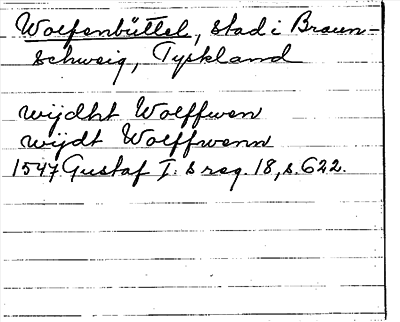 Wolfenbüttel, stad i Braun-
schweig, Tyskland
wijdht Wolffwen
wijdt Wolffwenn
1547 Gustaf I:s reg. 18, s. 622.